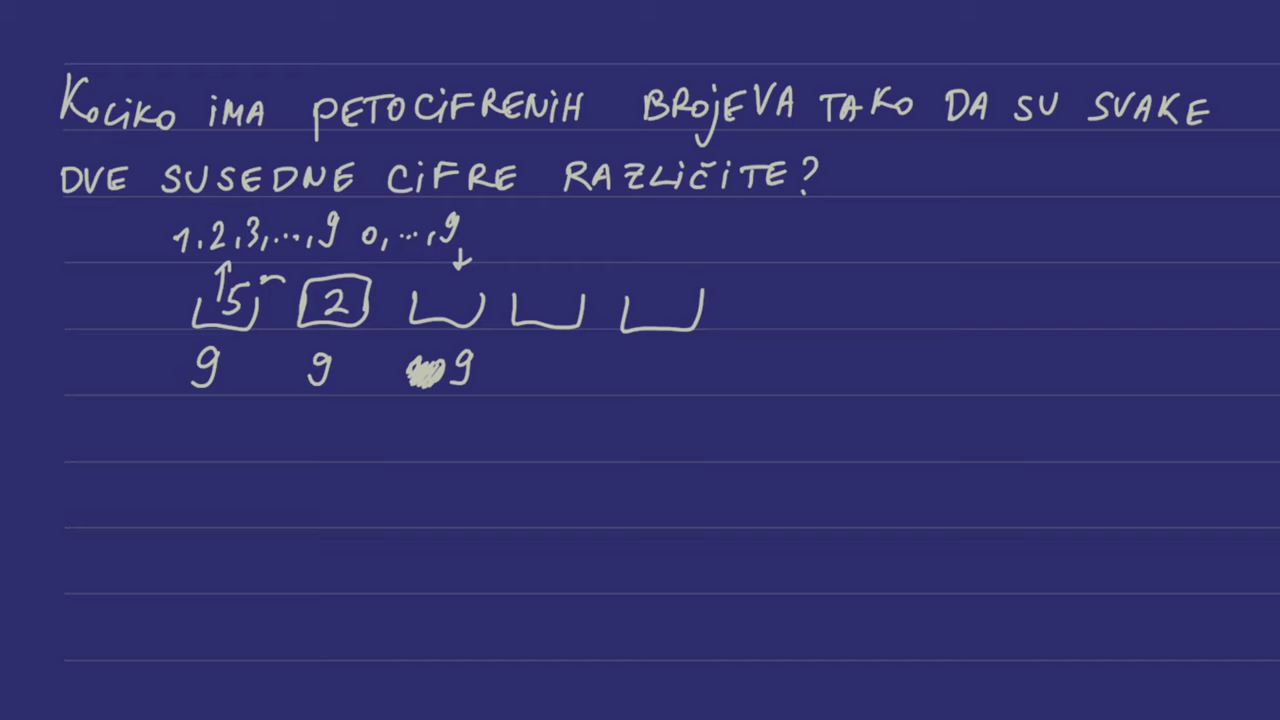 KOLIKO IMA PETOCIFRENIH BROJEVA TAKO DA SU SVAKE
DVE SUSEDNE CIFRE RAZLIČITE?
1,2,3,...,9 0,...,9
5 2
9 9 9